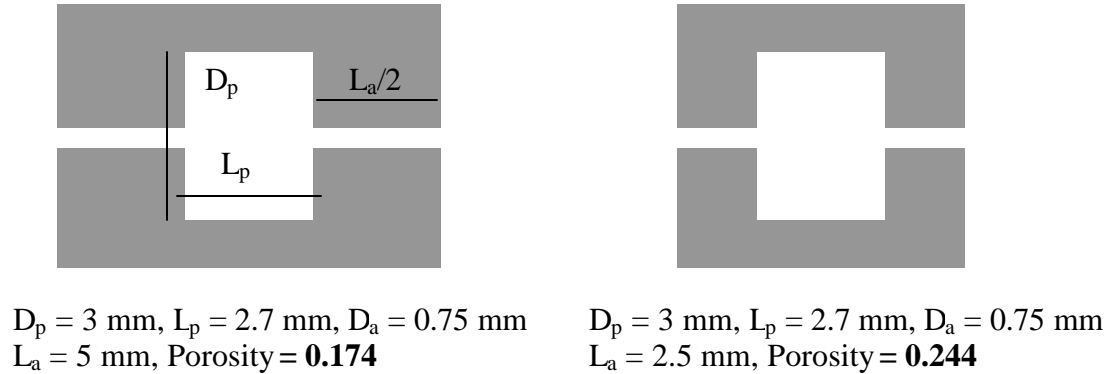 Dp
La/2
Lp
Dp = 3 mm, Lp = 2.7 mm, Da = 0.75 mm
La = 5 mm, Porosity = 0.174
Dp = 3 mm, Lp = 2.7 mm, Da = 0.75 mm
La = 2.5 mm, Porosity = 0.244